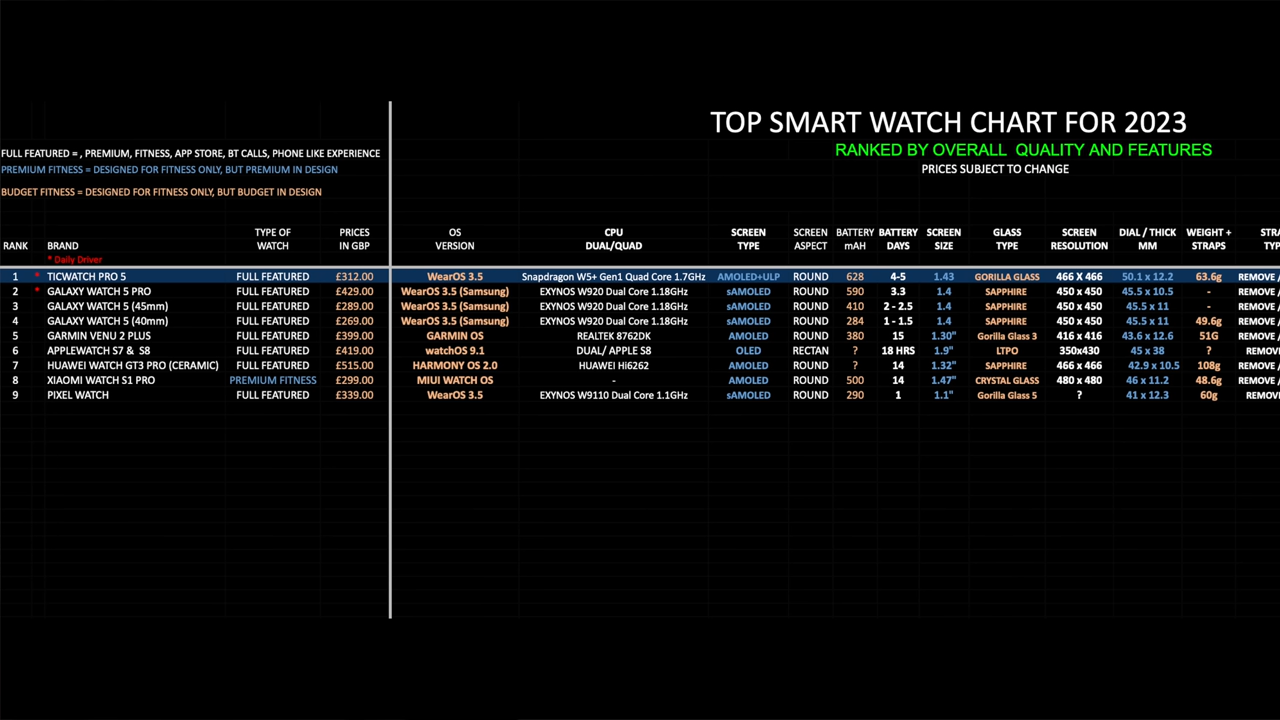 TOP SMART WATCH CHART FOR 2023
RANKED BY OVERALL QUALITY AND FEATURES
PRICES SUBJECT TO CHANGE
FULL FEATURED = , PREMIUM, FITNESS, APP STORE, BT CALLS, PHONE LIKE EXPERIENCE
PREMIUM FITNESS = DESIGNED FOR FITNESS ONLY, BUT PREMIUM IN DESIGN
BUDGET FITNESS = DESIGNED FOR FITNESS ONLY, BUT BUDGET IN DESIGN
TYPE OF PRICES OS CPU SCREEN SCREEN BATTERY BATTERY SCREEN GLASS SCREEN DIAL / THICK WEIGHT + STRA
RANK BRAND WATCH IN GBP VERSION DUAL/QUAD TYPE ASPECT mAH DAYS SIZE TYPE RESOLUTION MM STRAPS TYP
* Daily Driver
1 * TICWATCH PRO 5 FULL FEATURED £312.00 WearOS 3.5 Snapdragon W5+ Gen1 Quad Core 1.7GHz AMOLED+ULP ROUND 628 4-5 1.43 GORILLA GLASS 466 X 466 50.1 x 12.2 63.6g REMOVE /
2 * GALAXY WATCH 5 PRO FULL FEATURED £429.00 WearOS 3.5 (Samsung) EXYNOS W920 Dual Core 1.18GHz sAMOLED ROUND 590 3.3 1.4 SAPPHIRE 450 x 450 45.5 x 10.5 - REMOVE /
3 GALAXY WATCH 5 (45mm) FULL FEATURED £289.00 WearOS 3.5 (Samsung) EXYNOS W920 Dual Core 1.18GHz sAMOLED ROUND 410 2 - 2.5 1.4 SAPPHIRE 450 x 450 45.5 x 11 - REMOVE /
4 GALAXY WATCH 5 (40mm) FULL FEATURED £269.00 WearOS 3.5 (Samsung) EXYNOS W920 Dual Core 1.18GHz sAMOLED ROUND 284 1 - 1.5 1.4 SAPPHIRE 450 x 450 45.5 x 11 49.6g REMOVE /
5 GARMIN VENU 2 PLUS FULL FEATURED £399.00 GARMIN OS REALTEK 8762DK AMOLED ROUND 380 15 1.30" Gorilla Glass 3 416 x 416 43.6 x 12.6 51G REMOVE /
6 APPLEWATCH S7 & S8 FULL FEATURED £419.00 watchOS 9.1 DUAL/ APPLE S8 OLED RECTAN ? 18 HRS 1.9" LTPO 350x430 45 x 38 ? REMOV
7 HUAWEI WATCH GT3 PRO (CERAMIC) FULL FEATURED £515.00 HARMONY OS 2.0 HUAWEI Hi6262 AMOLED ROUND ? 14 1.32" SAPPHIRE 466 x 466 42.9 x 10.5 108g REMOVE /
8 XIAOMI WATCH S1 PRO PREMIUM FITNESS £299.00 MIUI WATCH OS - AMOLED ROUND 500 14 1.47" CRYSTAL GLASS 480 x 480 46 x 11.2 48.6g REMOVE /
9 PIXEL WATCH FULL FEATURED £339.00 WearOS 3.5 EXYNOS W9110 Dual Core 1.1GHz sAMOLED ROUND 290 1 1.1" Gorilla Glass 5 ? 41 x 12.3 60g REMOV